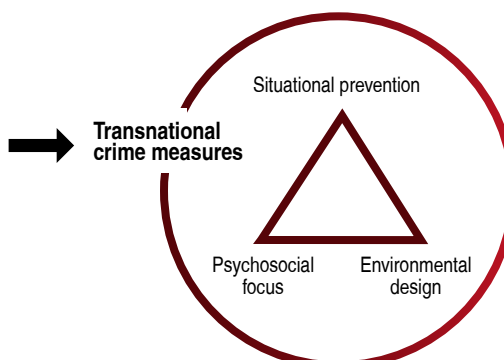 Situational prevention
Transnational
crime measures
Psychosocial
focus
Environmental
design